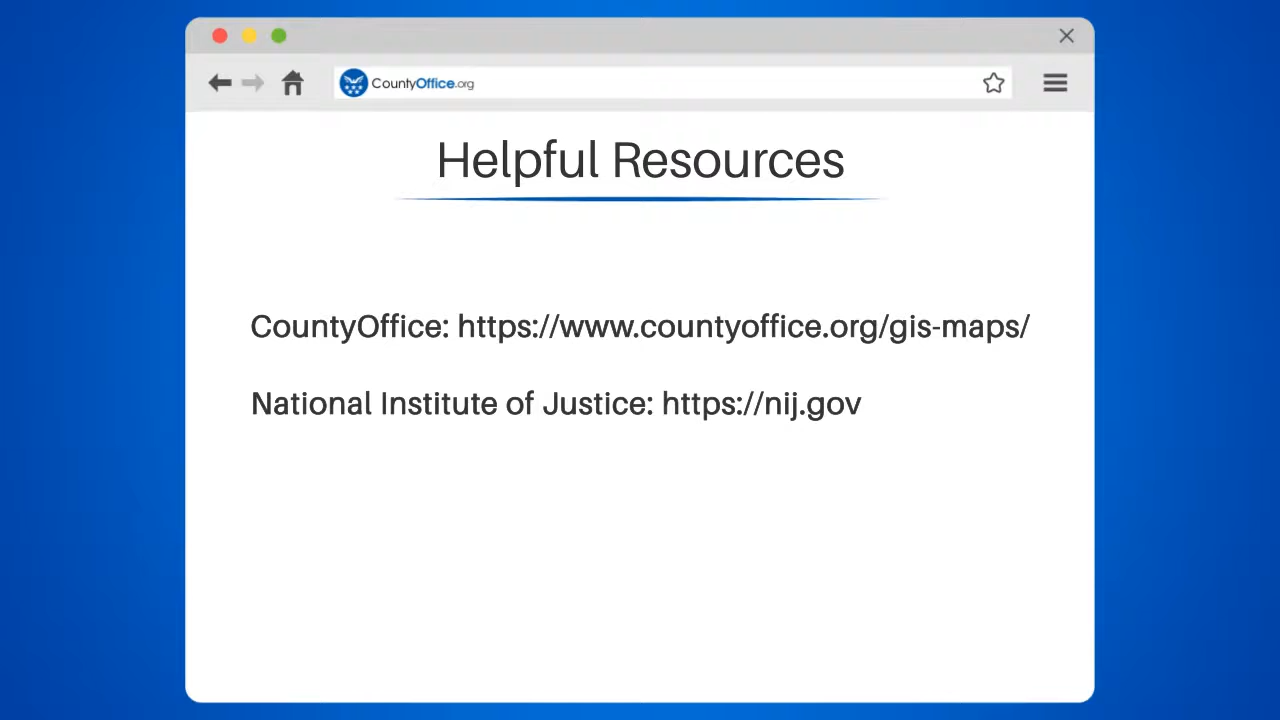 CountyOffice.org
Helpful Resources
CountyOffice: https://www.countyoffice.org/gis-maps/
National Institute of Justice: https://nij.gov